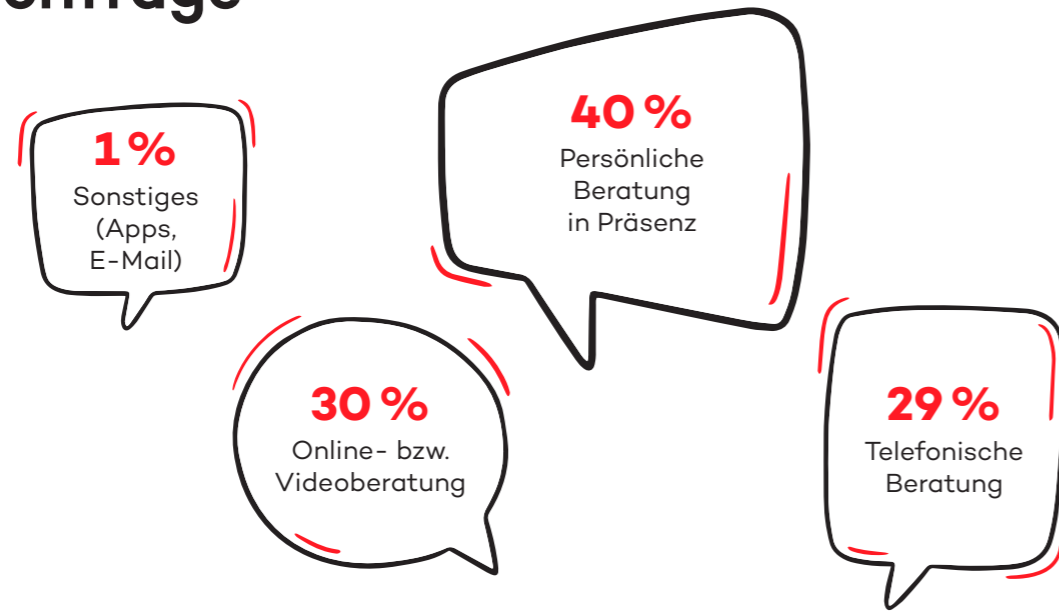 1 %
Sonstiges
(Apps,
E-Mail)
40 %
Persönliche
Beratung
in Präsenz
30 %
Online- bzw.
Videoberatung
29 %
Telefonische
Beratung